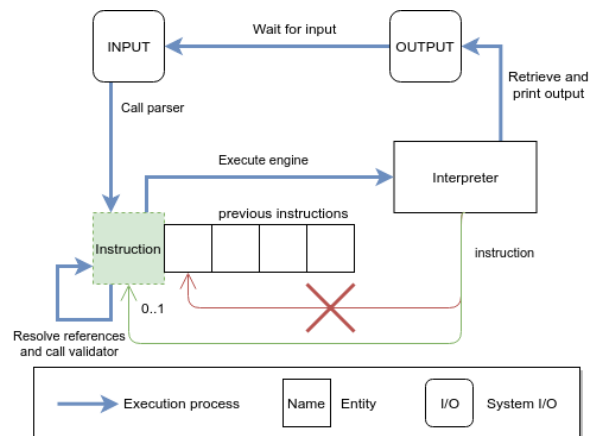 INPUT
Wait for input
OUTPUT
Retrieve and
print output
Call parser
Execute engine
Interpreter
previous instructions
Instruction
instruction
0..1
Resolve references
and call validator
Execution process
Name
Entity
I/O
System I/O